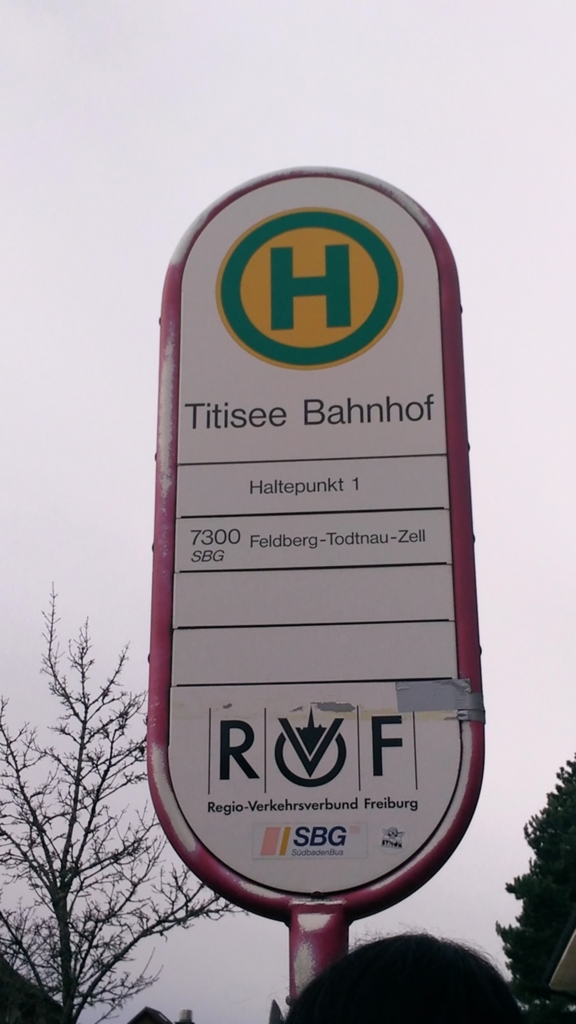 H
Titisee Bahnhof
Haltepunkt 1
7300 Feldberg-Todtnau-Zell
SBG
RVF
Regio-Verkehrsverbund Freiburg
SBG
SüdbadenBus